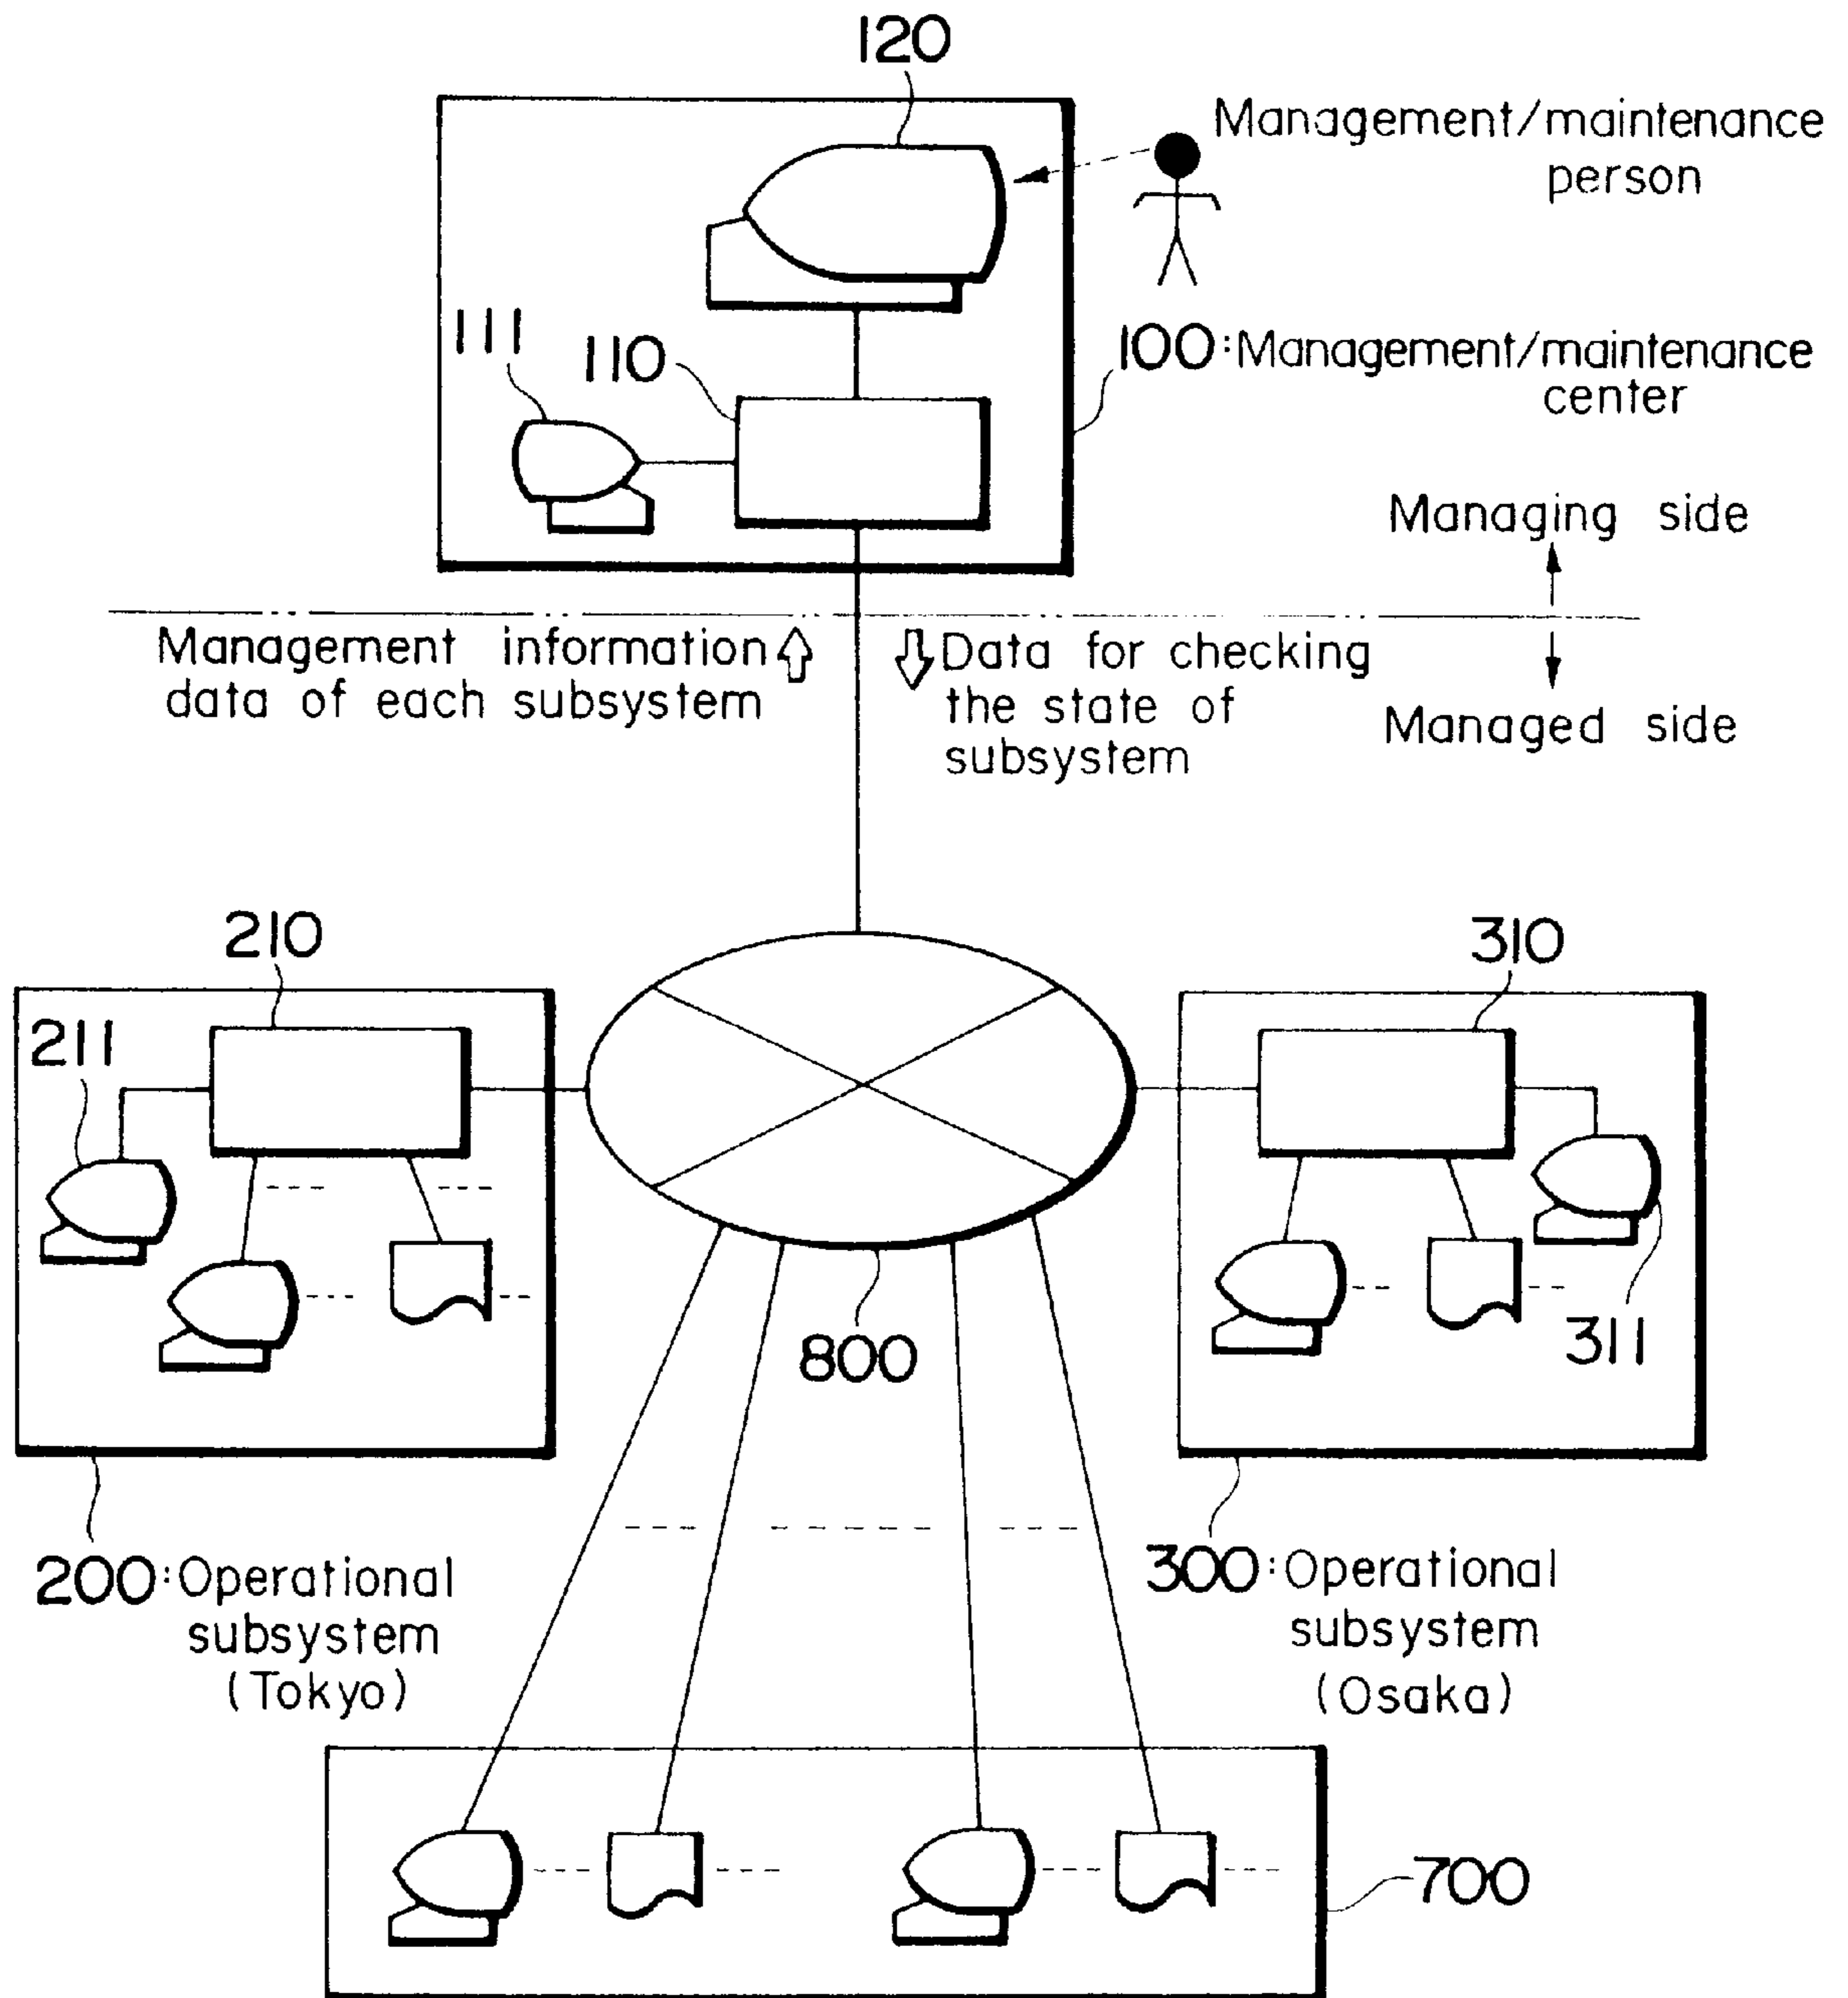 120
Management/maintenance
person
111
110
100:Management/maintenance
center
Managing side
Management information
data of each subsystem
Data for checking
the state of
subsystem
Managed side
210
310
211
800
311
200:Operational
subsystem
(Tokyo)
300:Operational
subsystem
(Osaka)
700